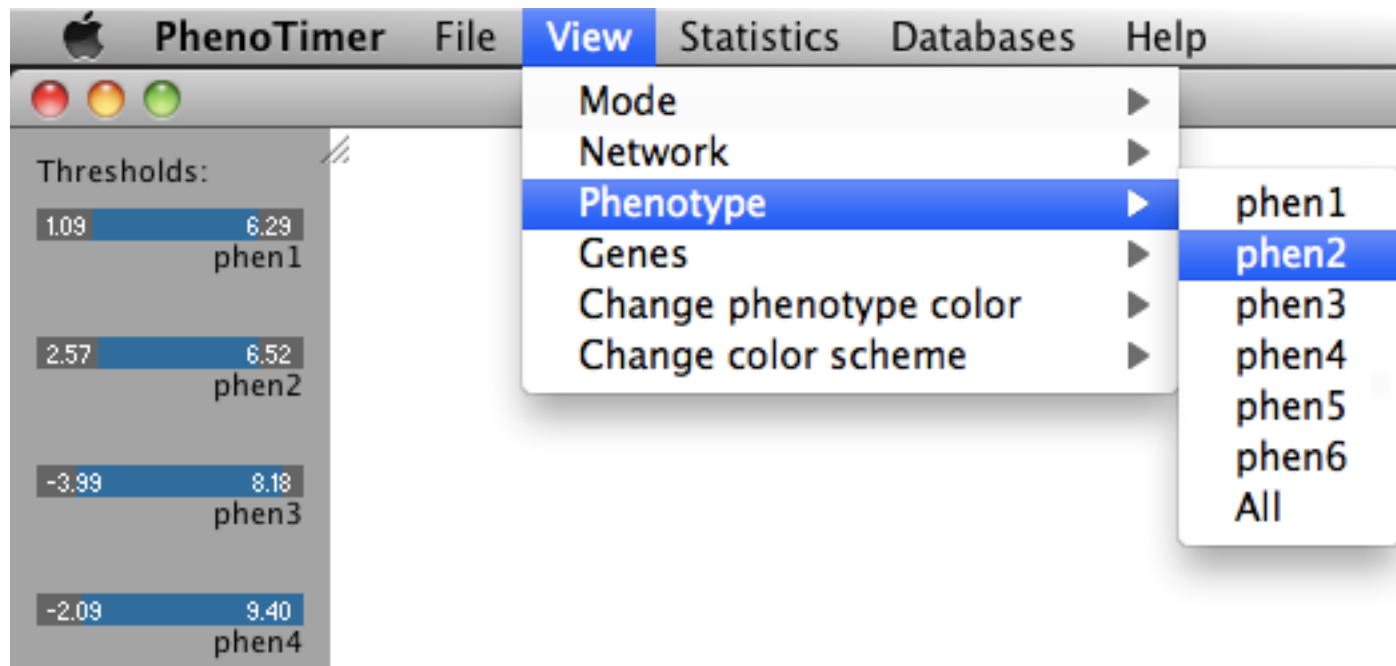 PhenoTimer File View Statistics Databases Help
Thresholds:
1.09 6.29
phen1
2.57 6.52
phen2
-3.99 8.18
phen3
-2.09 9.40
phen4
Mode
Network
Phenotype
Genes
Change phenotype color
Change color scheme
phen1
phen2
phen3
phen4
phen5
phen6
All